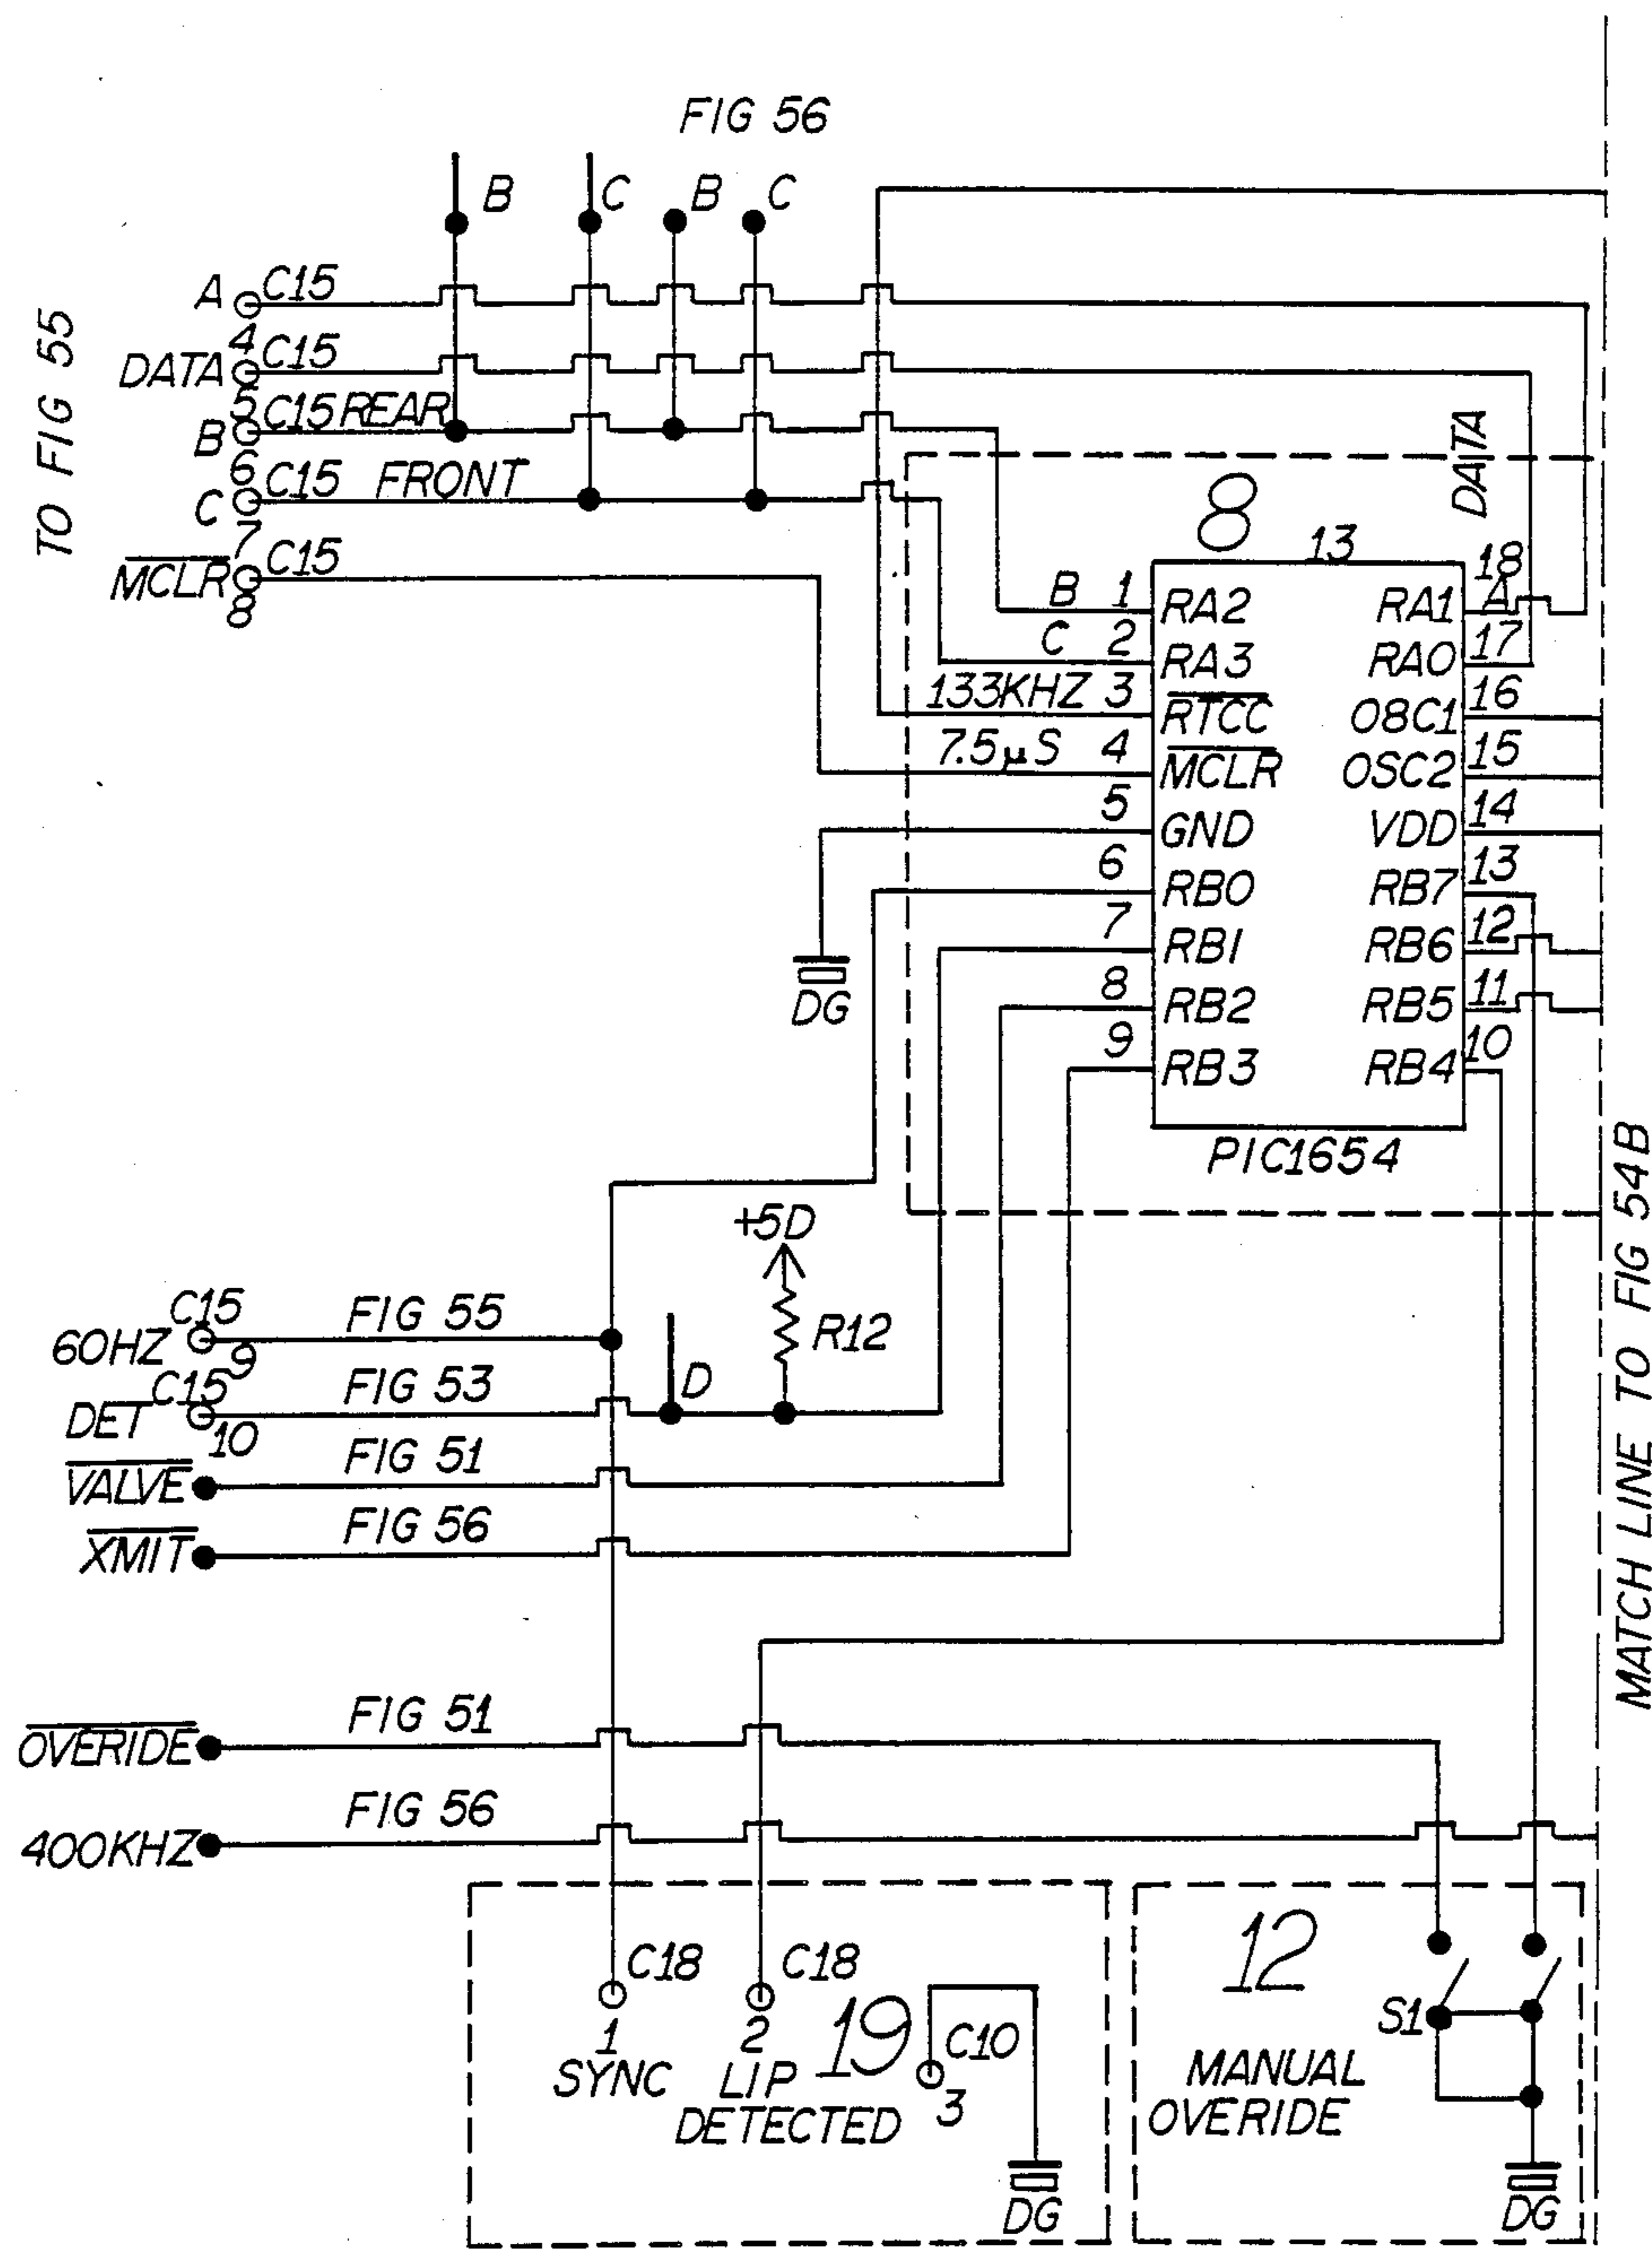 FIG 56
B C B C
TO FIG 55
A C15
4
DATA C15
5
B C15 REAR
6
C C15 FRONT
7
MCLR C15
8
DATA
8
13
B 1 RA2 RA1 18 A
C 2 RA3 RA0 17
133KHZ 3 RTCC O8C1 16
7.5µS 4 MCLR OSC2 15
5 GND VDD 14
6 RB0 RB7 13
7 RB1 RB6 12
8 RB2 RB5 11
9 RB3 RB4 10
PIC1654
DG
+5D
R12
D
60HZ C15 9 FIG 55
DET C15 10 FIG 53
VALVE FIG 51
XMIT FIG 56
OVERIDE FIG 51
400KHZ FIG 56
C18 C18
1 2 19 C10
SYNC LIP 3
DETECTED
DG
12
S1
MANUAL
OVERIDE
DG
MATCH LINE TO FIG 54B